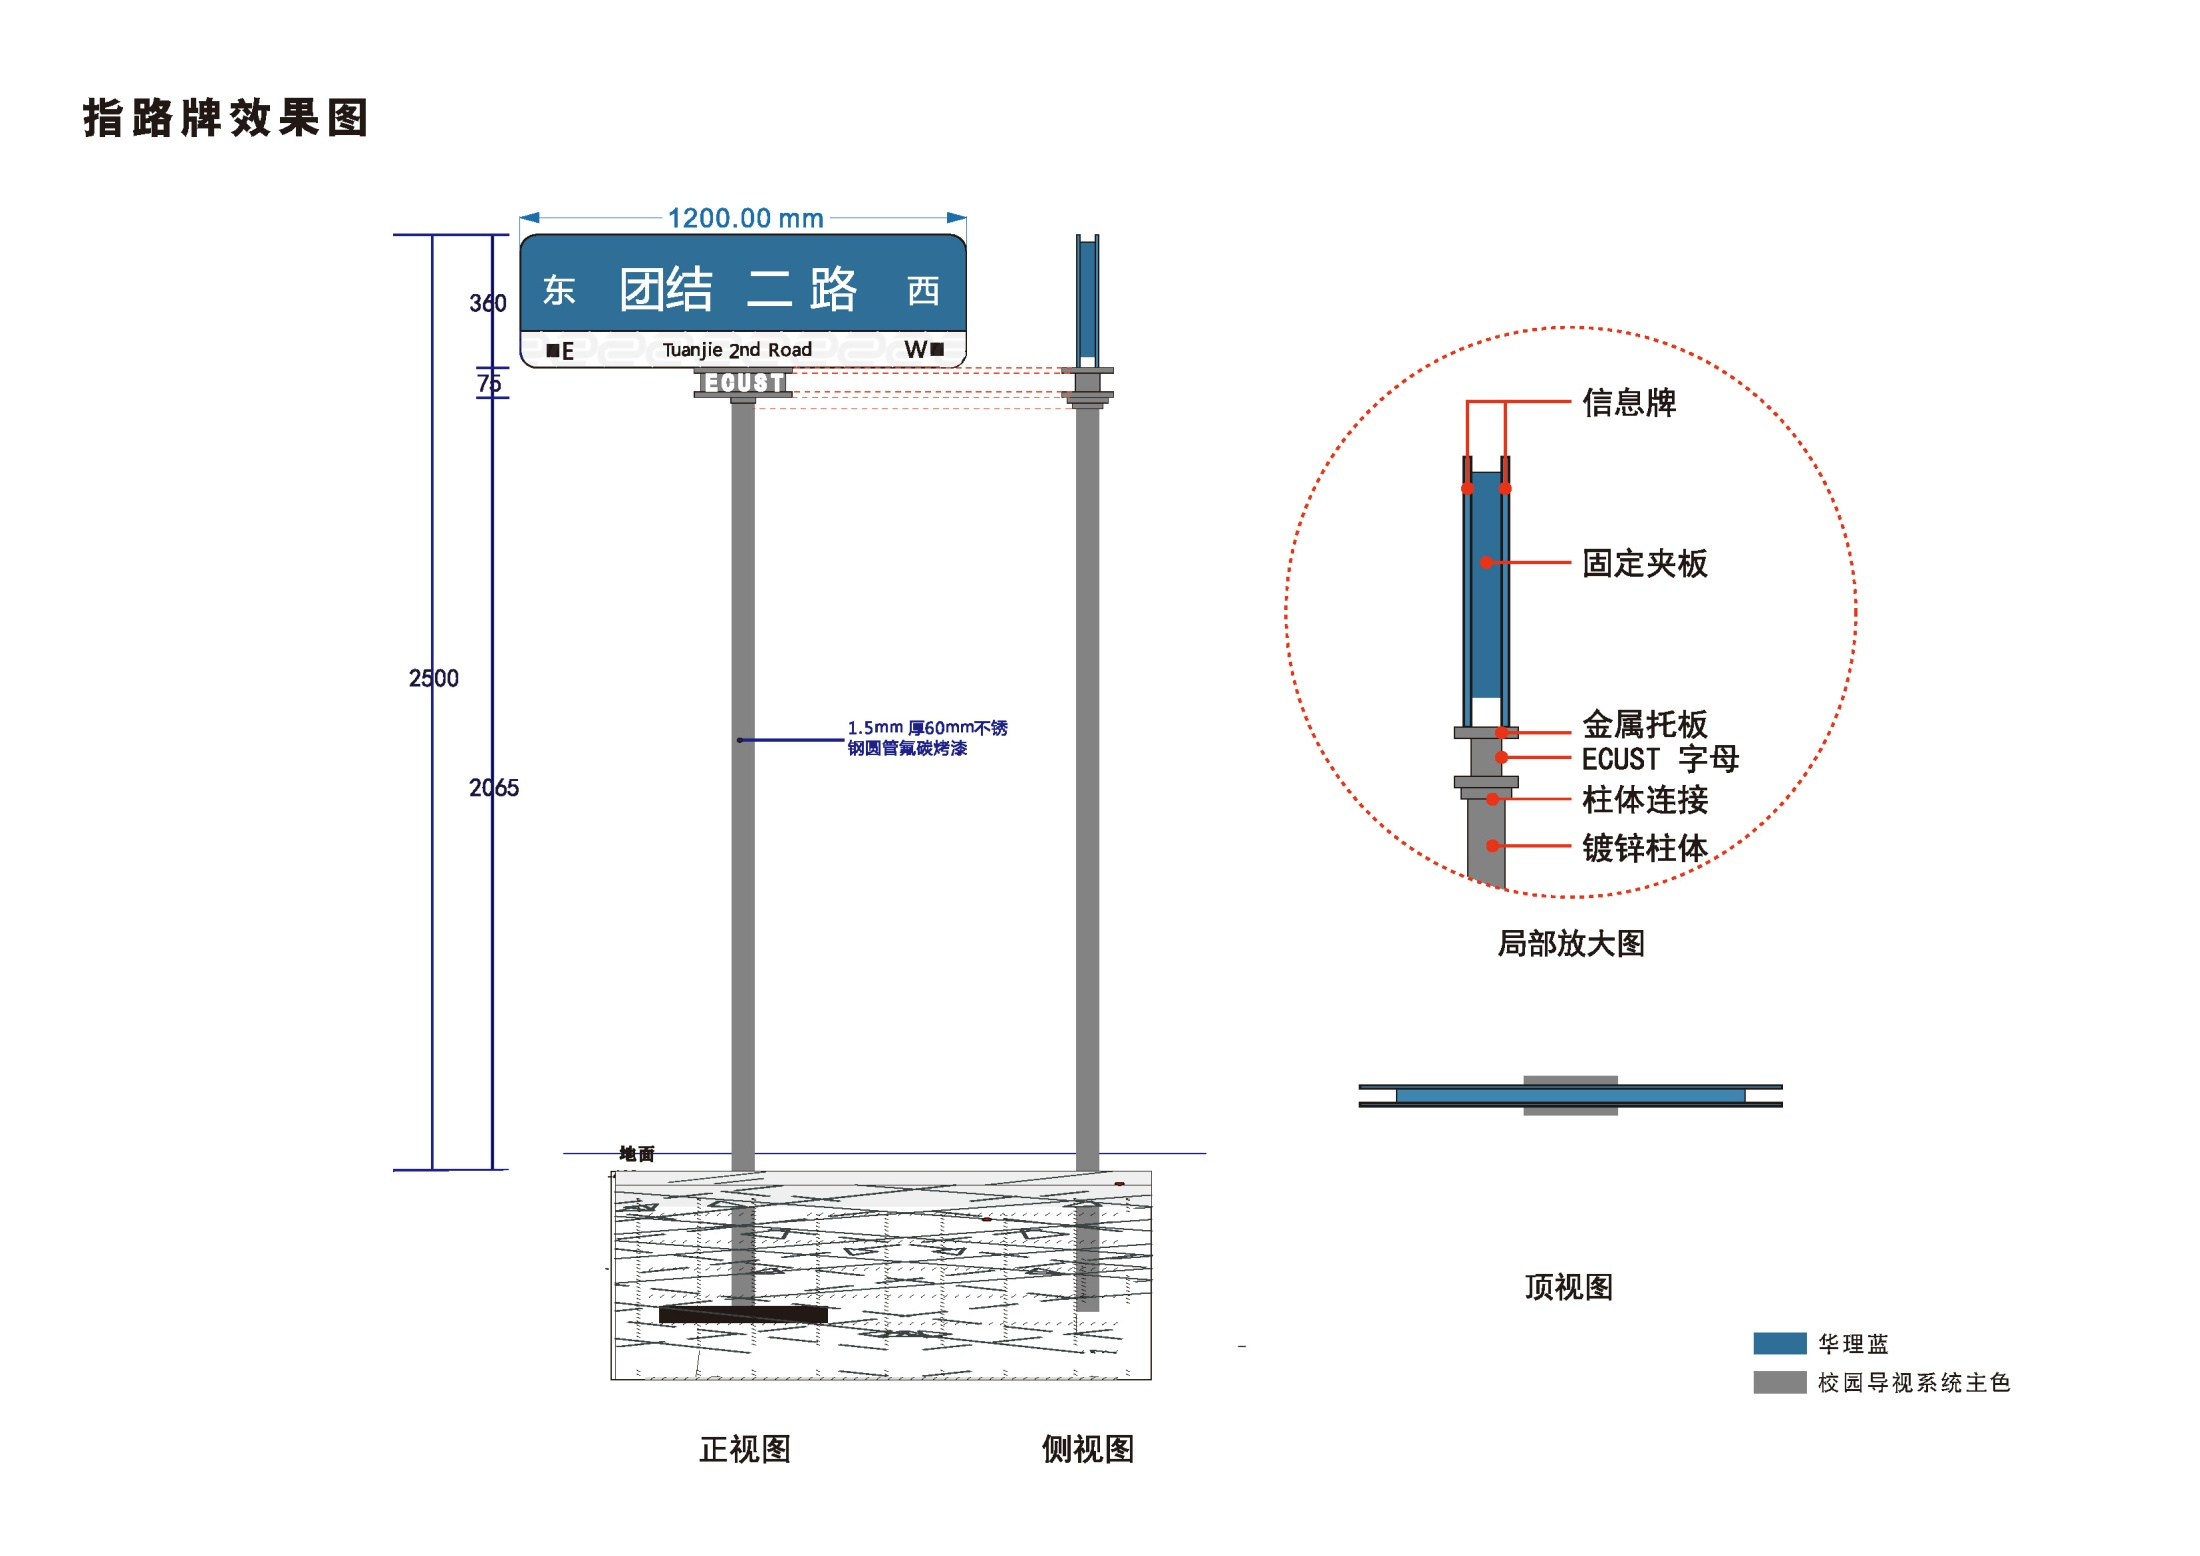 指路牌效果图
1200.00 mm
东 团结 二 路 西
■E Tuanjie 2nd Road W■
ECUST
360
75
2500
2065
1.5mm 厚60mm不锈
钢圆管氟碳烤漆
地面
正视图
侧视图
信息牌
固定夹板
金属托板
ECUST 字母
柱体连接
镀锌柱体
局部放大图
顶视图
华理蓝
校园导视系统主色